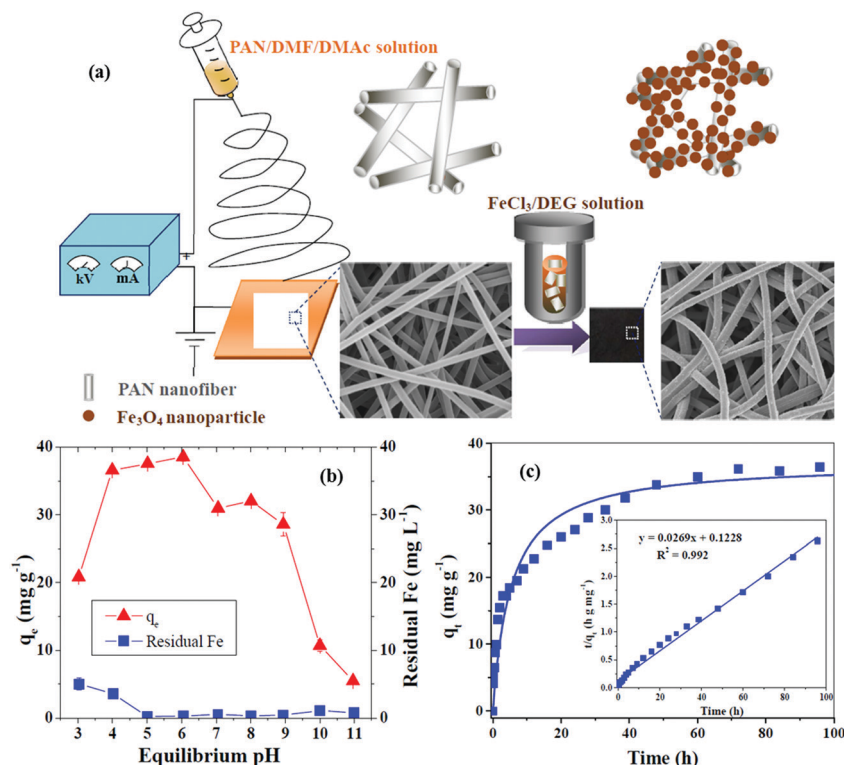 PAN/DMF/DMAc solution
(a)
FeCl₃/DEG solution
kV
mA
+
PAN nanofiber
Fe₃O₄ nanoparticle
(b)
40
30
20
10
0
qₑ (mg g⁻¹)
40
30
20
10
0
Residual Fe (mg L⁻¹)
qₑ
Residual Fe
3 4 5 6 7 8 9 10 11
Equilibrium pH
(c)
40
35
30
25
20
15
10
5
0
qₜ (mg g⁻¹)
0 20 40 60 80 100
Time (h)
y = 0.0269x + 0.1228
R² = 0.992
3.0
2.5
2.0
1.5
1.0
0.5
0.0
t/qₜ (h g mg⁻¹)
0 20 40 60 80 100
Time (h)